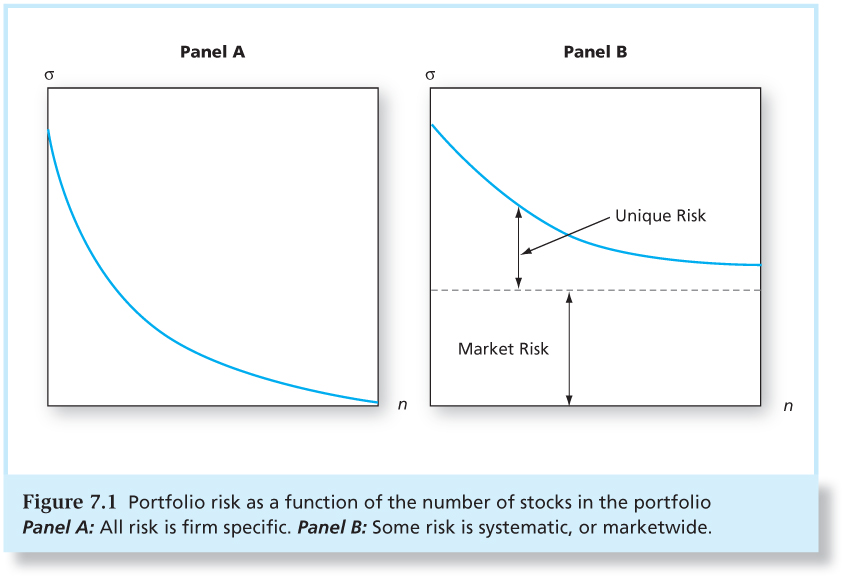 Panel A
Panel B
σ
σ
Unique Risk
Market Risk
n
n
Figure 7.1 Portfolio risk as a function of the number of stocks in the portfolio
Panel A: All risk is firm specific. Panel B: Some risk is systematic, or marketwide.